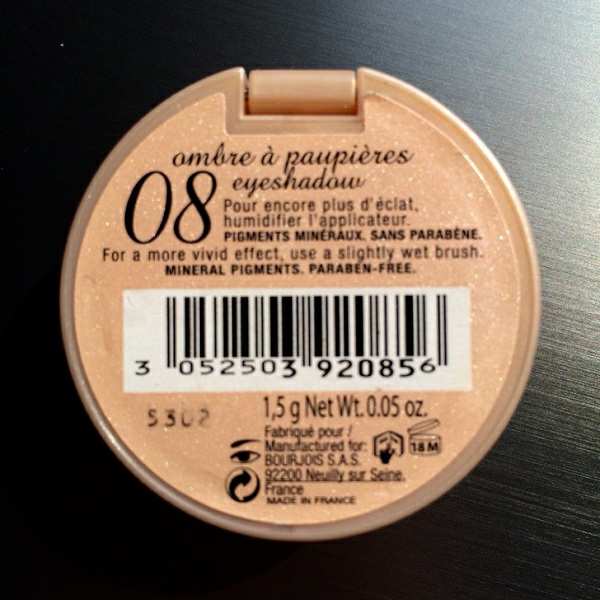 ombre à paupières
08 eyeshadow
Pour encore plus d'éclat,
humidifier l'applicateur.
PIGMENTS MINÉRAUX. SANS PARABÈNE.
For a more vivid effect, use a slightly wet brush.
MINERAL PIGMENTS. PARABEN-FREE.
3 052503 920856
5302
1,5 g Net Wt. 0.05 oz.
Fabriqué pour /
Manufactured for:
BOURJOIS S.A.S.
92200 Neuilly sur Seine.
France
MADE IN FRANCE
18 M